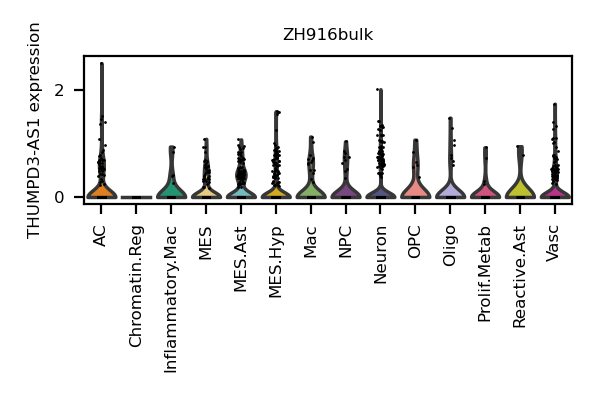 ZH916bulk
THUMPD3-AS1 expression
2
0
AC
Chromatin.Reg
Inflammatory.Mac
MES
MES.Ast
MES.Hyp
Mac
NPC
Neuron
OPC
Oligo
Prolif.Metab
Reactive.Ast
Vasc